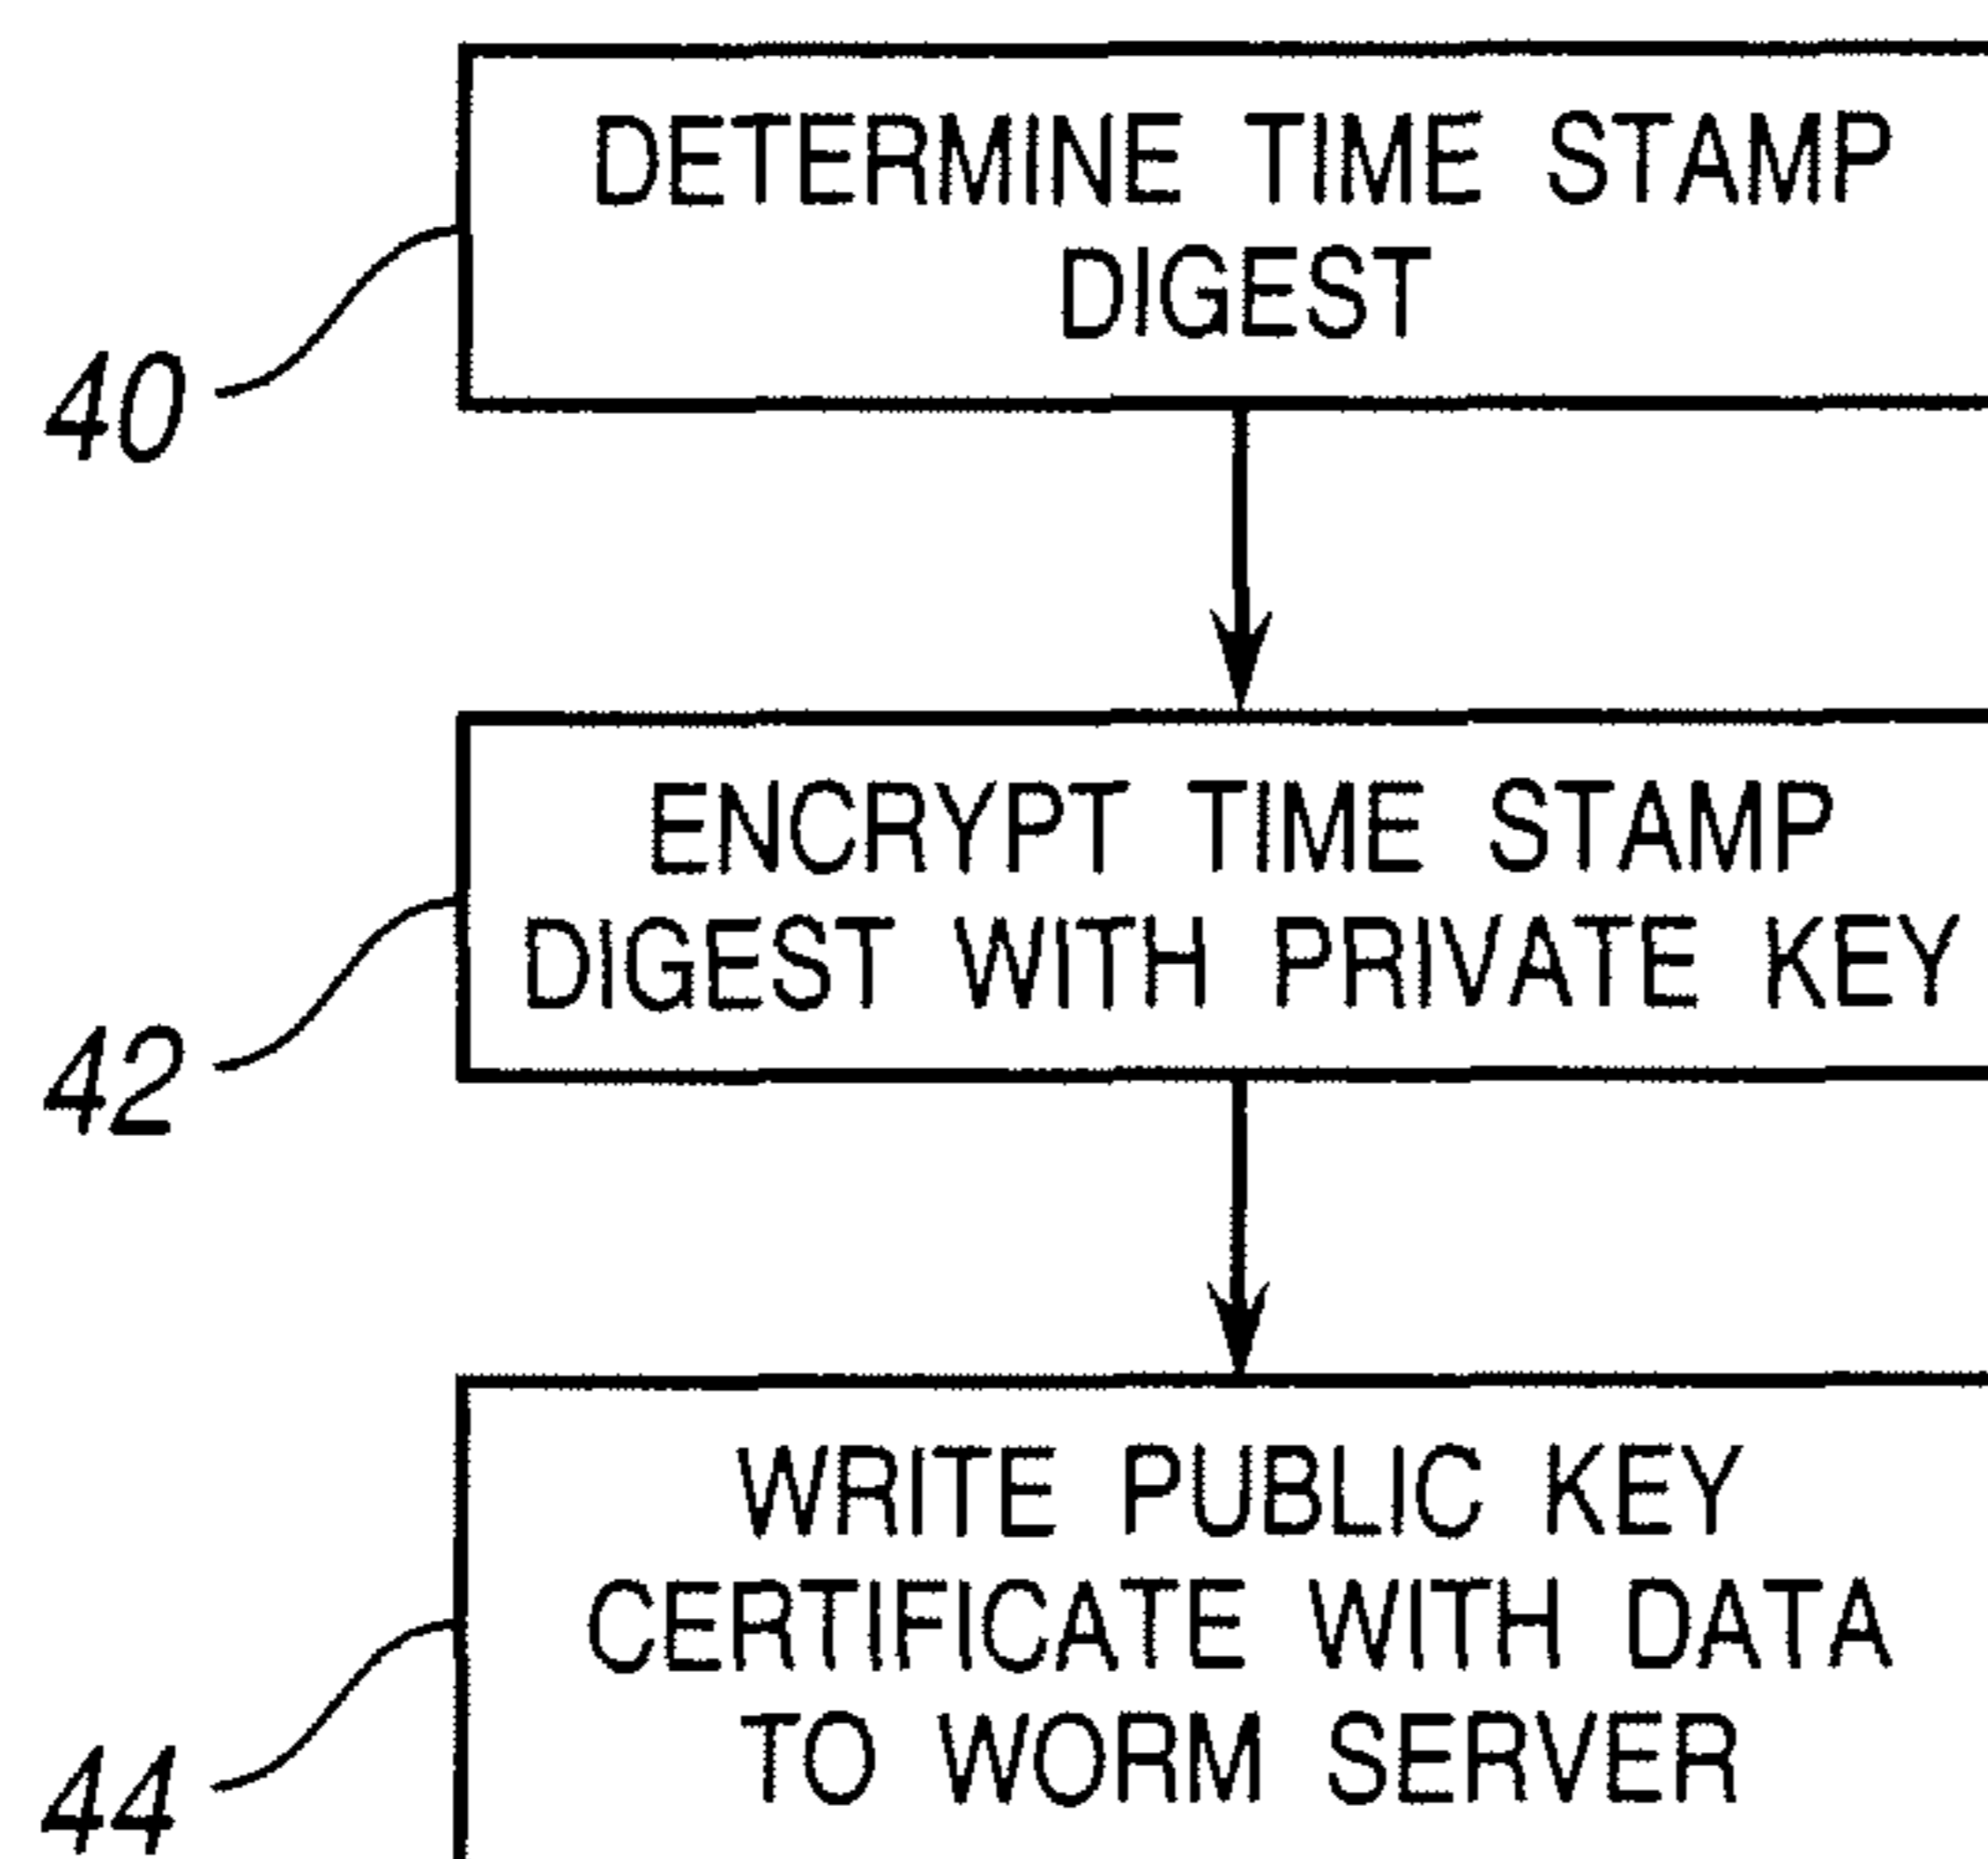 DETERMINE TIME STAMP
DIGEST
40
ENCRYPT TIME STAMP
DIGEST WITH PRIVATE KEY
42
WRITE PUBLIC KEY
CERTIFICATE WITH DATA
TO WORM SERVER
44